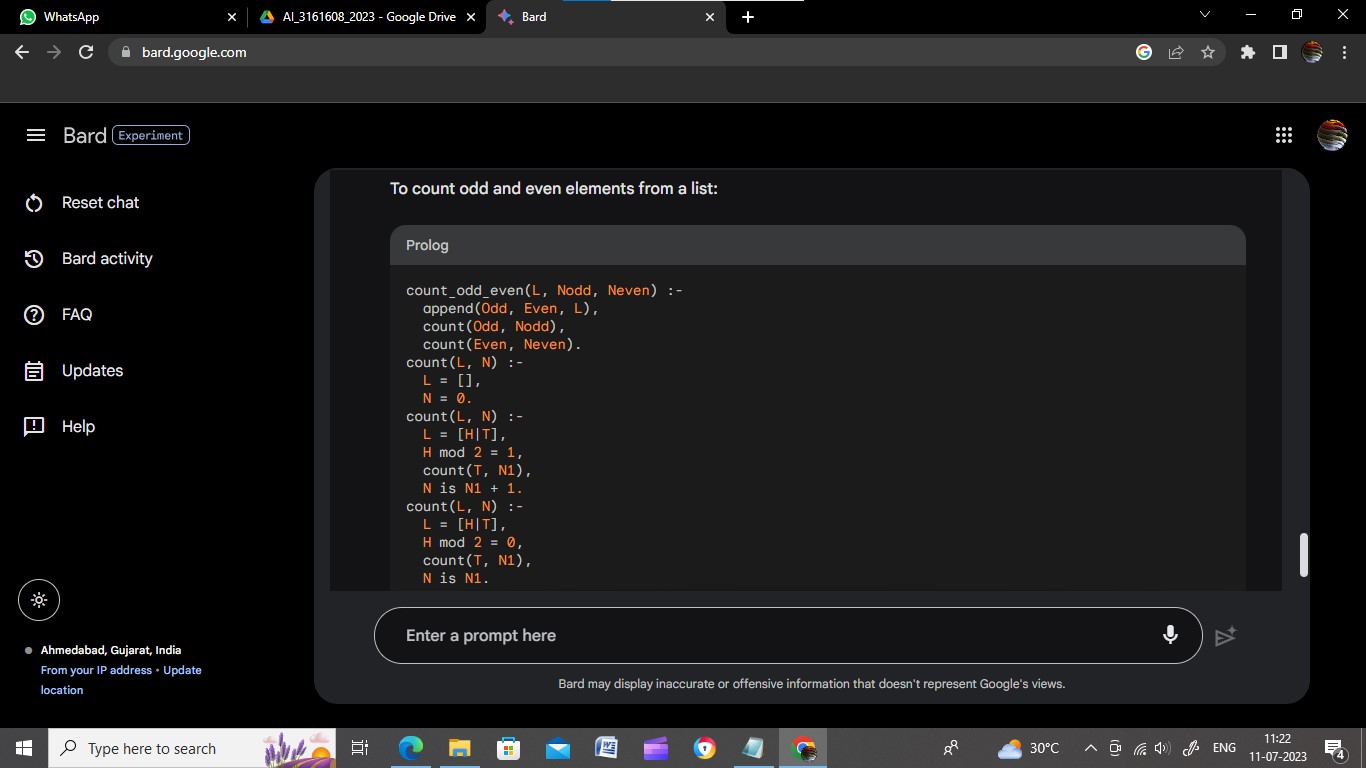 WhatsApp
AI_3161608_2023 - Google Drive
Bard
bard.google.com
Bard Experiment
Reset chat
Bard activity
FAQ
Updates
Help
Ahmedabad, Gujarat, India
From your IP address • Update
location
To count odd and even elements from a list:
Prolog
count_odd_even(L, Nodd, Neven) :-
append(Odd, Even, L),
count(Odd, Nodd),
count(Even, Neven).
count(L, N) :-
L = [],
N = 0.
count(L, N) :-
L = [H|T],
H mod 2 = 1,
count(T, N1),
N is N1 + 1.
count(L, N) :-
L = [H|T],
H mod 2 = 0,
count(T, N1),
N is N1.
Enter a prompt here
Bard may display inaccurate or offensive information that doesn't represent Google's views.
Type here to search
30°C
ENG
11:22
11-07-2023
4